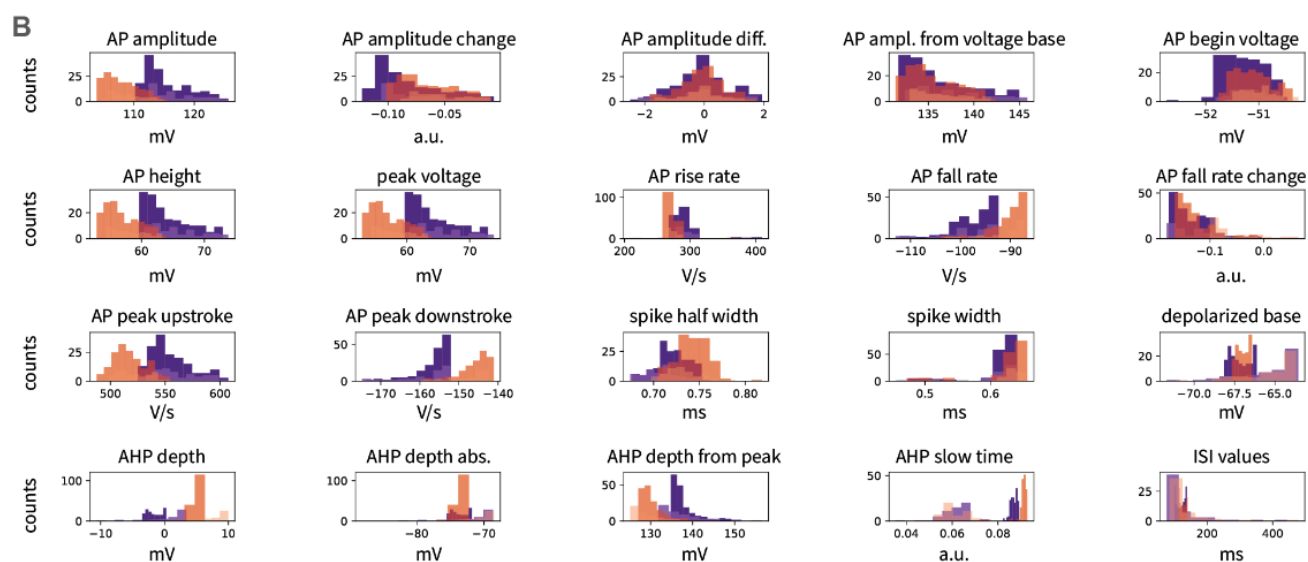 B
AP amplitude AP amplitude change AP amplitude diff. AP ampl. from voltage base AP begin voltage
counts
25
0
110 120
mV
25
0
−0.10 −0.05
a.u.
25
0
−2 0 2
mV
20
0
135 140 145
mV
20
0
−52 −51
mV
AP height peak voltage AP rise rate AP fall rate AP fall rate change
counts
20
0
60 70
mV
20
0
60 70
mV
100
0
200 300 400
V/s
50
0
−110 −100 −90
V/s
50
0
−0.1 0.0
a.u.
AP peak upstroke AP peak downstroke spike half width spike width depolarized base
counts
25
0
500 550 600
V/s
50
0
−170 −160 −150 −140
V/s
25
0
0.70 0.75 0.80
ms
50
0
0.5 0.6
ms
20
0
−70.0 −67.5 −65.0
mV
AHP depth AHP depth abs. AHP depth from peak AHP slow time ISI values
counts
100
0
−10 0 10
mV
100
0
−80 −70
mV
50
0
130 140 150
mV
50
0
0.04 0.06 0.08
a.u.
25
0
200 400
ms